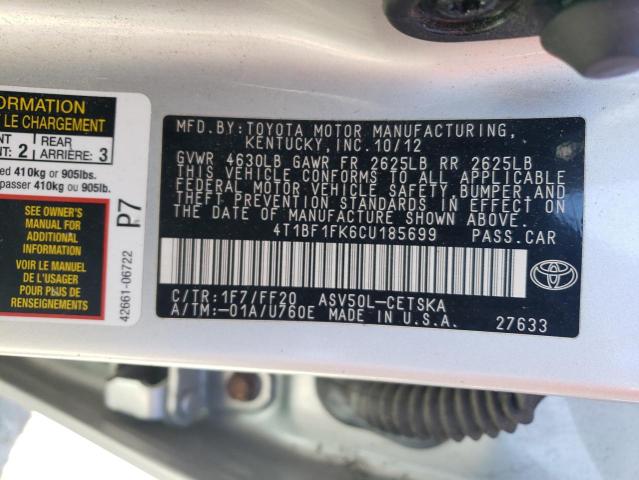 ORMATION
LE CHARGEMENT
NT: 2 REAR ARRIÈRE: 3
ed 410kg or 905lbs.
passer 410kg ou 905lb.
SEE OWNER'S
MANUAL FOR
ADDITIONAL
INFORMATION
VOIR LE MANUEL
DE L'USAGER
POUR PLUS DE
RENSEIGNEMENTS
P7
42661-06722
MFD.BY:TOYOTA MOTOR MANUFACTURING,
KENTUCKY, INC.10/12
GVWR 4630LB GAWR FR 2625LB RR 2625LB
THIS VEHICLE CONFORMS TO ALL APPLICABLE
FEDERAL MOTOR VEHICLE SAFETY, BUMPER, AND
THEFT PREVENTION STANDARDS IN EFFECT ON
THE DATE OF MANUFACTURE SHOWN ABOVE.
4T1BF1FK6CU185699 PASS.CAR
C/TR:1F7/FF20 ASV50L-CETSKA
A/TM:-01A/U760E MADE IN U.S.A.
27633
TOYOTA